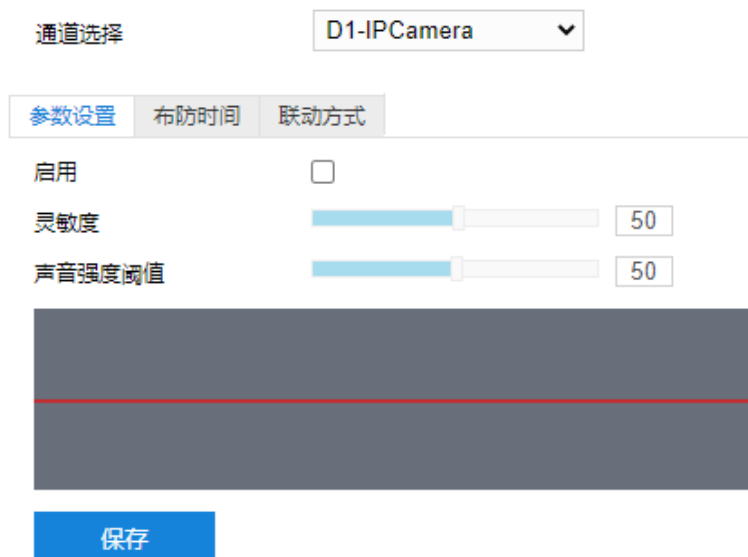 通道选择 D1-IPCamera
参数设置 布防时间 联动方式
启用
灵敏度 50
声音强度阈值 50
保存